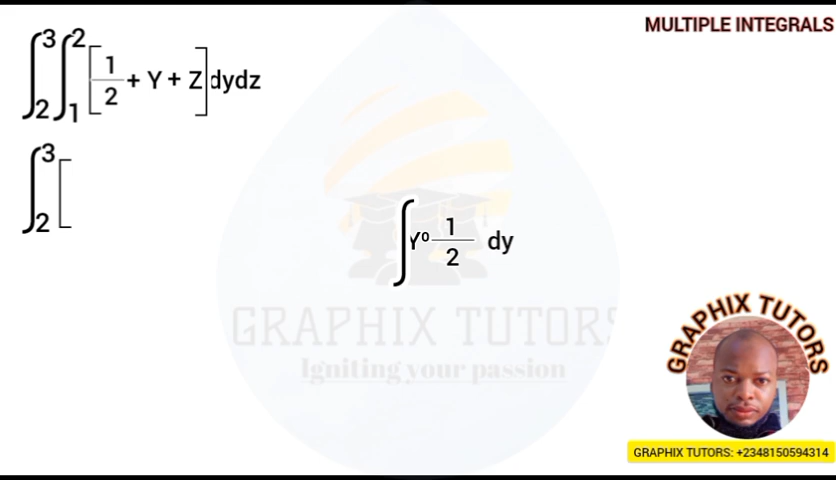 MULTIPLE INTEGRALS
∫₂³ ∫₁² [1/2 + Y + Z] dydz
∫₂³ [
∫ Y⁰ 1/2 dy
GRAPHIX TUTORS
Igniting your passion
GRAPHIX TUTORS
GRAPHIX TUTORS: +2348150594314